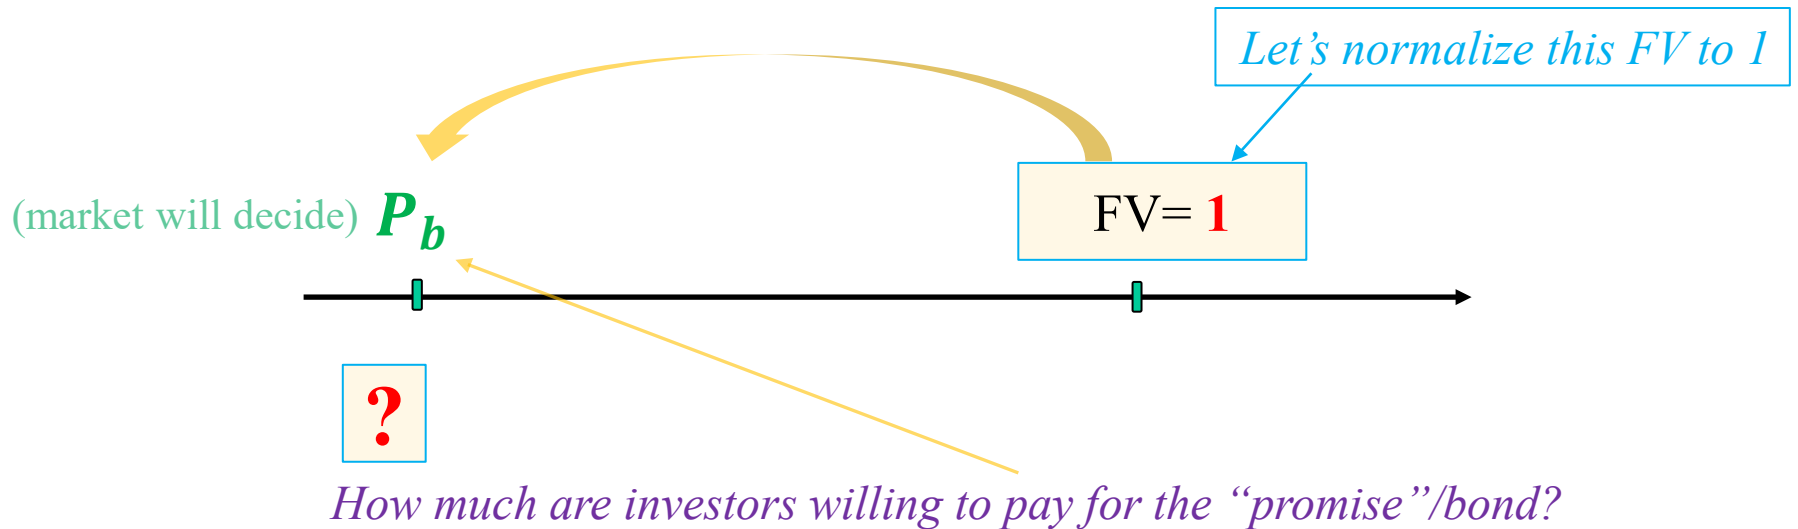 Let’s normalize this FV to 1
(market will decide) P_b
FV= 1
?
How much are investors willing to pay for the “promise”/bond?